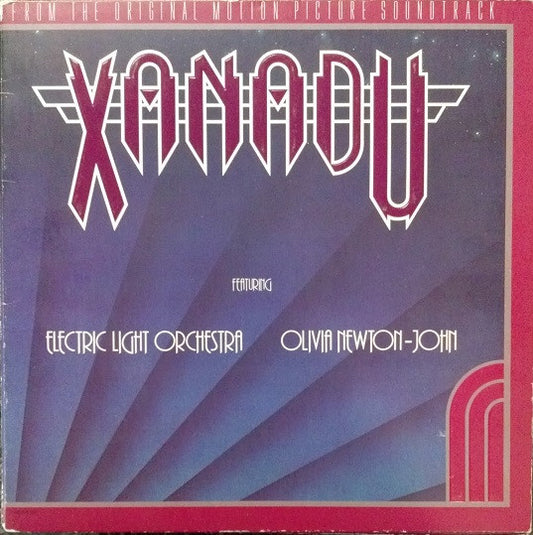 FROM THE ORIGINAL MOTION PICTURE SOUNDTRACK
XANADU
FEATURING
ELECTRIC LIGHT ORCHESTRA OLIVIA NEWTON-JOHN